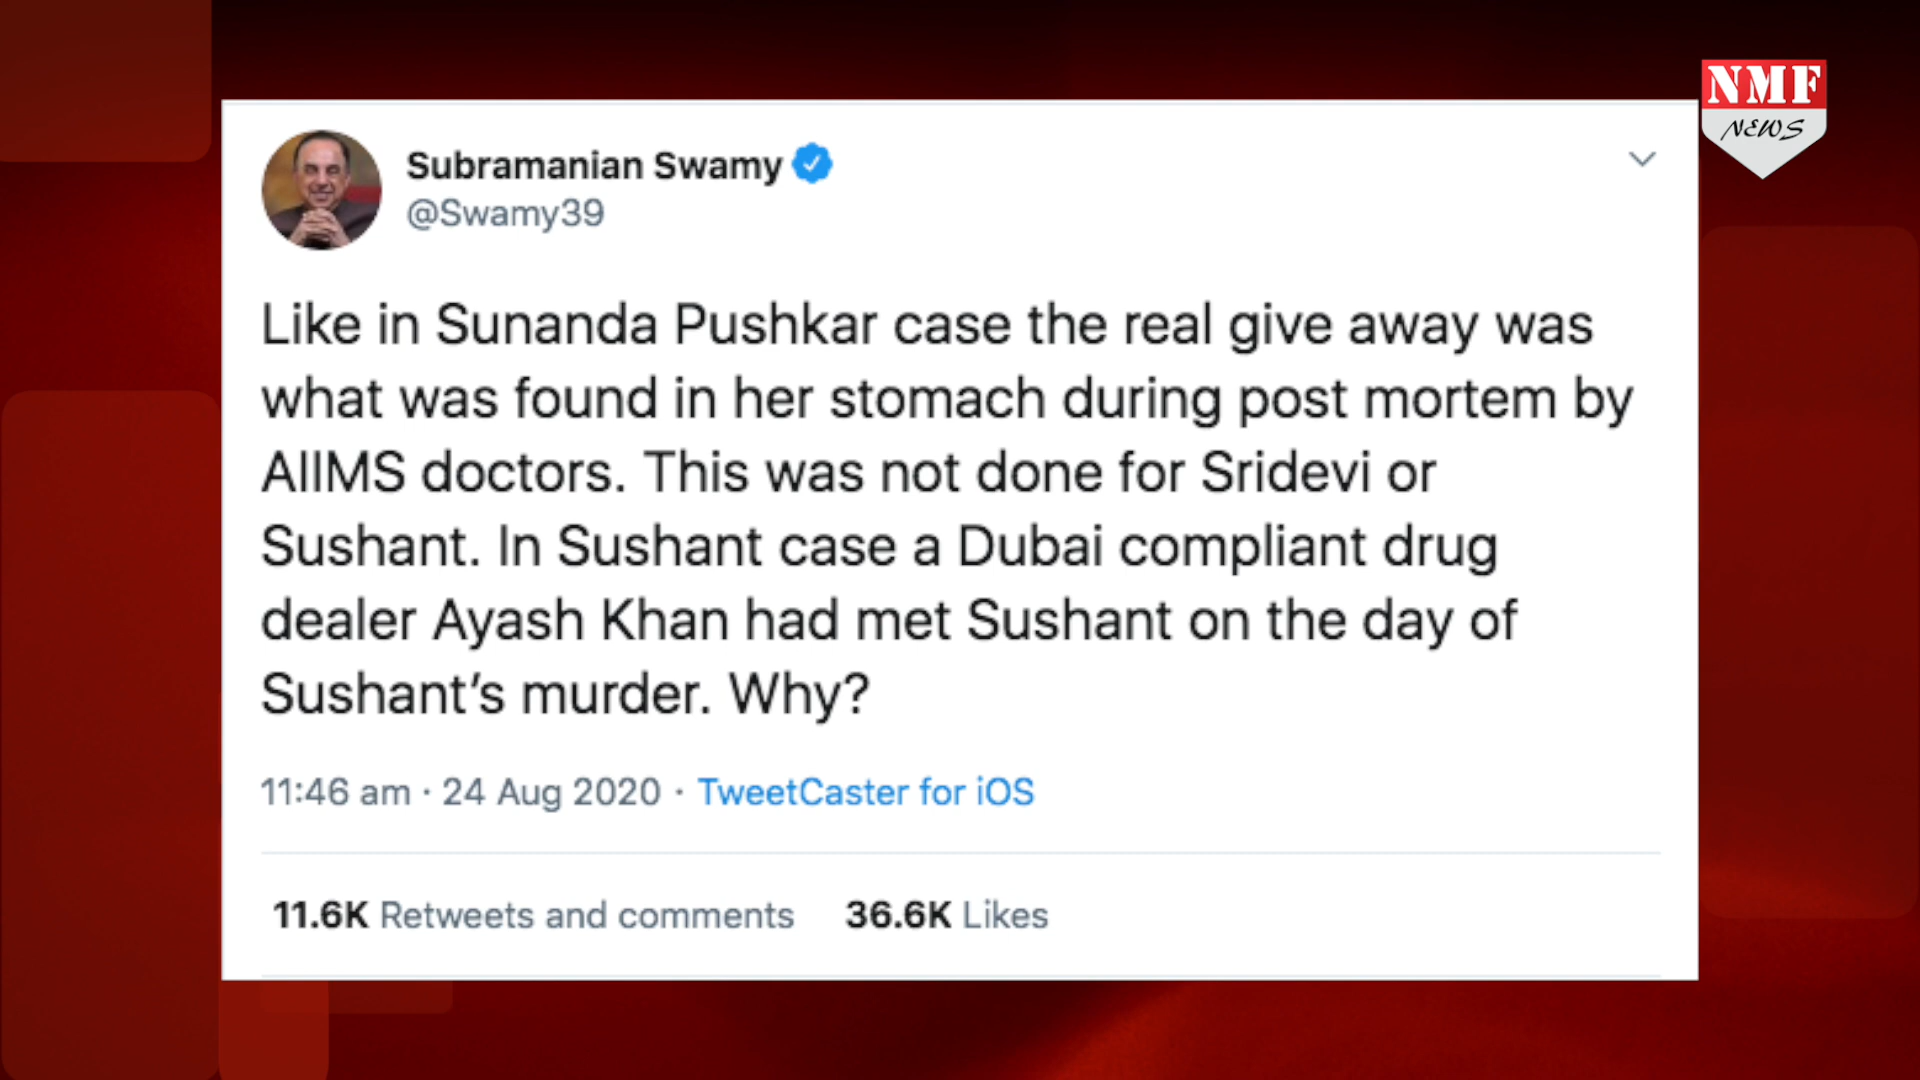 NMF
NEWS
Subramanian Swamy
@Swamy39
Like in Sunanda Pushkar case the real give away was
what was found in her stomach during post mortem by
AIIMS doctors. This was not done for Sridevi or
Sushant. In Sushant case a Dubai compliant drug
dealer Ayash Khan had met Sushant on the day of
Sushant’s murder. Why?
11:46 am · 24 Aug 2020 · TweetCaster for iOS
11.6K Retweets and comments 36.6K Likes